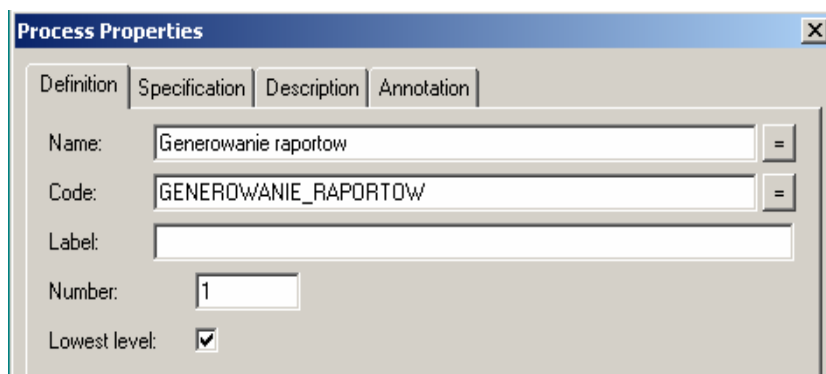 Process Properties
Definition Specification Description Annotation
Name: Generowanie raportow =
Code: GENEROWANIE_RAPORTOW =
Label:
Number: 1
Lowest level: